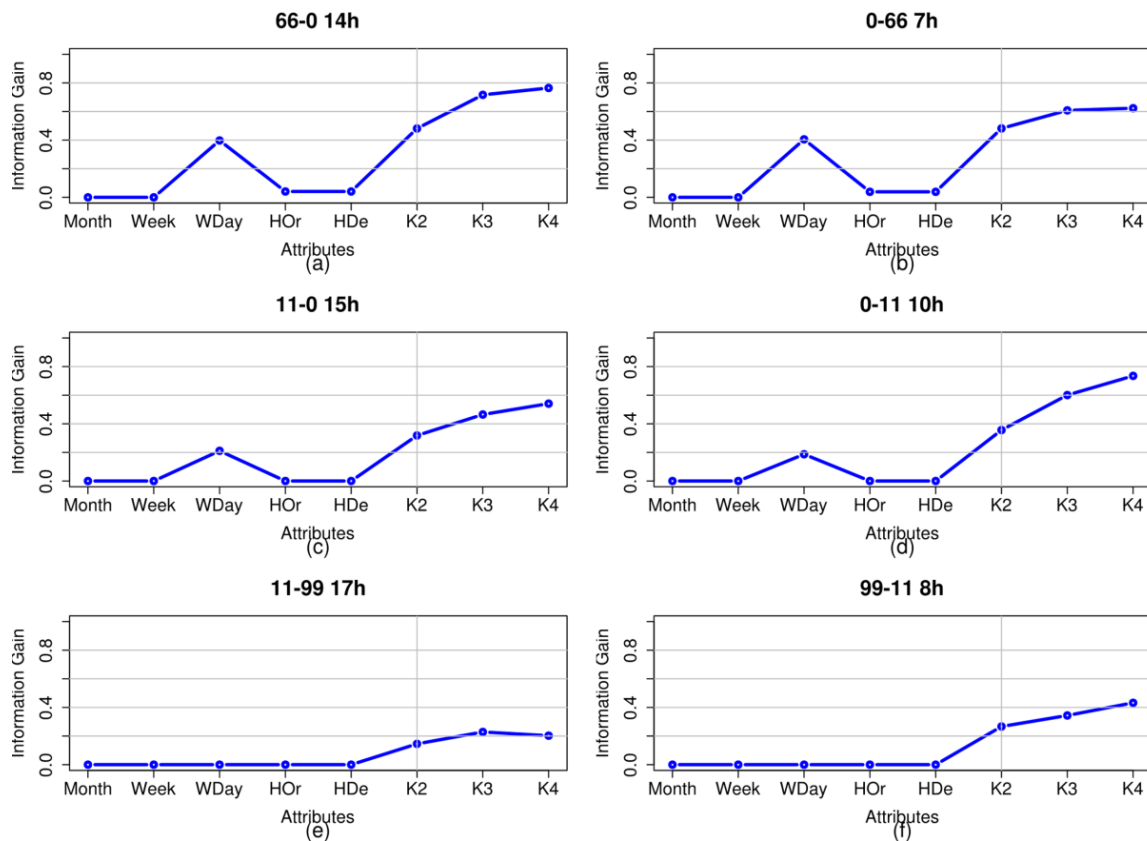 66-0 14h
Information Gain
0.8
0.4
0.0
Month Week WDay HOr HDe K2 K3 K4
Attributes
(a)
0-66 7h
Information Gain
0.8
0.4
0.0
Month Week WDay HOr HDe K2 K3 K4
Attributes
(b)
11-0 15h
Information Gain
0.8
0.4
0.0
Month Week WDay HOr HDe K2 K3 K4
Attributes
(c)
0-11 10h
Information Gain
0.8
0.4
0.0
Month Week WDay HOr HDe K2 K3 K4
Attributes
(d)
11-99 17h
Information Gain
0.8
0.4
0.0
Month Week WDay HOr HDe K2 K3 K4
Attributes
(e)
99-11 8h
Information Gain
0.8
0.4
0.0
Month Week WDay HOr HDe K2 K3 K4
Attributes
(f)